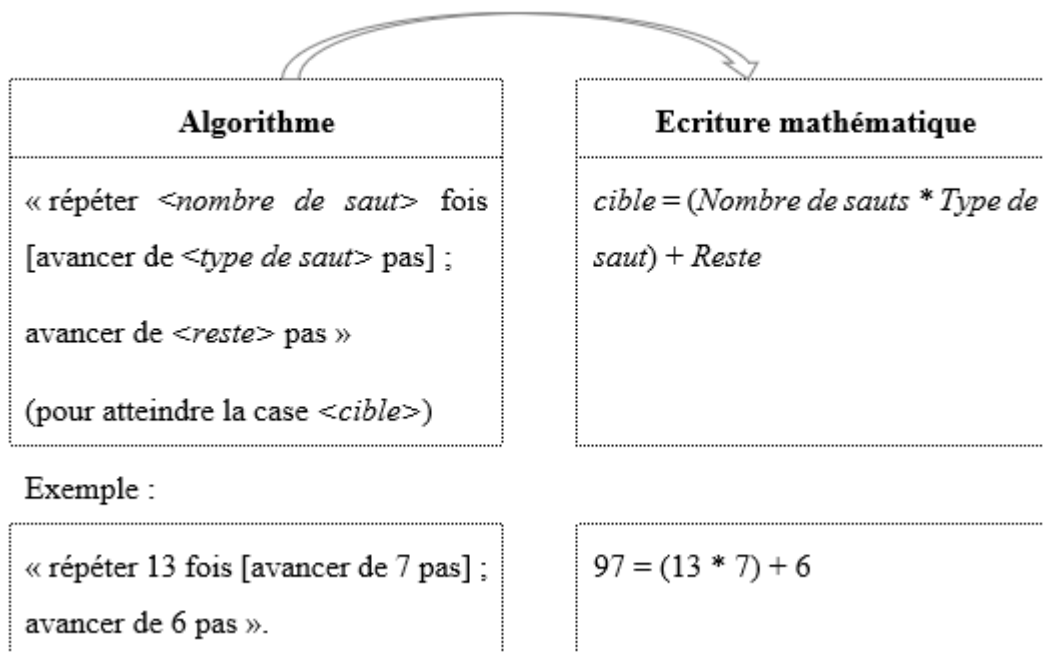 Algorithme
« répéter <nombre de saut> fois
[avancer de <type de saut> pas] ;
avancer de <reste> pas »
(pour atteindre la case <cible>)
Ecriture mathématique
cible = (Nombre de sauts * Type de
saut) + Reste
Exemple :
« répéter 13 fois [avancer de 7 pas] ;
avancer de 6 pas ».
97 = (13 * 7) + 6